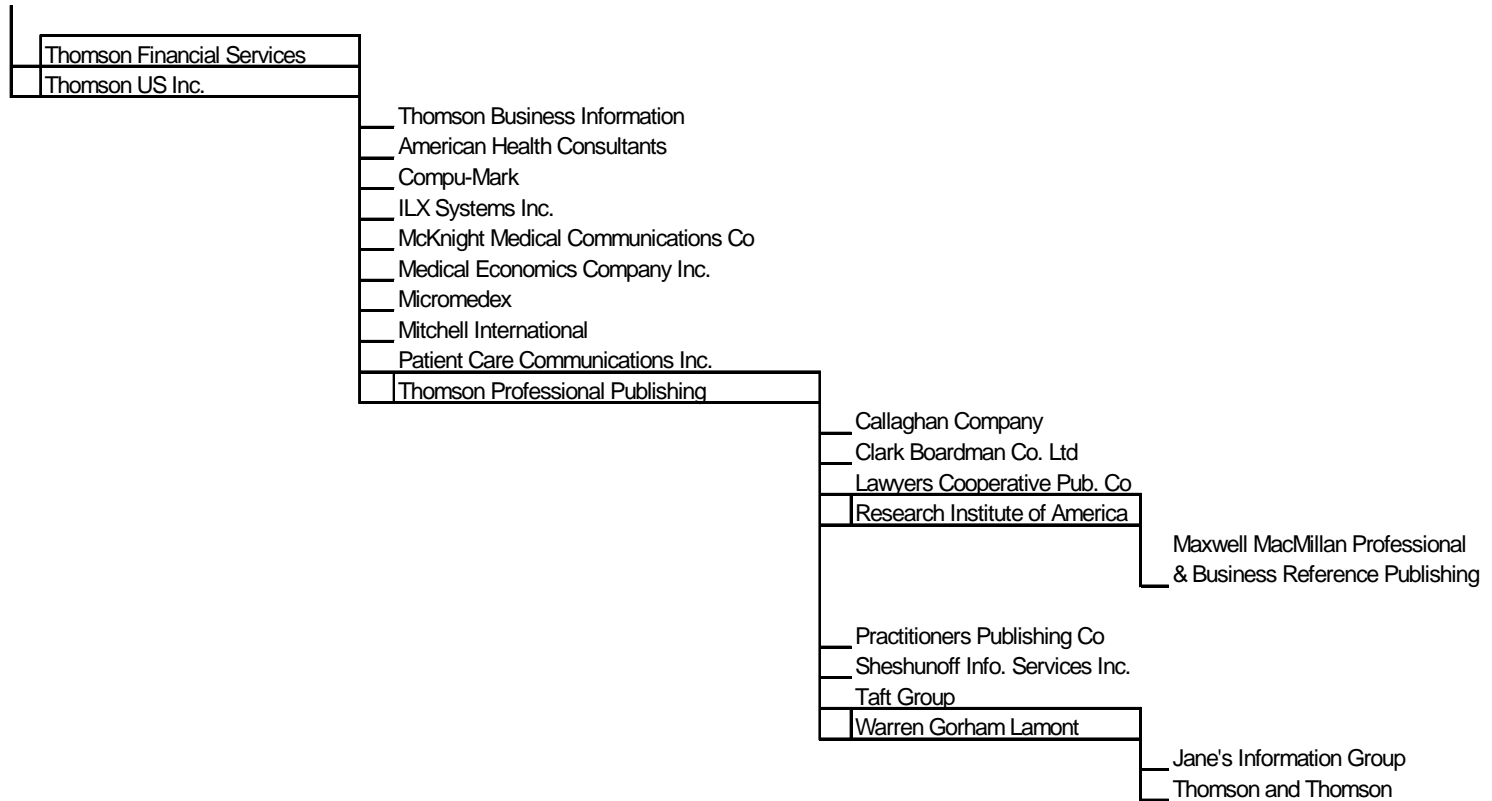 Thomson Financial Services
Thomson US Inc.
Thomson Business Information
American Health Consultants
Compu-Mark
ILX Systems Inc.
McKnight Medical Communications Co
Medical Economics Company Inc.
Micromedex
Mitchell International
Patient Care Communications Inc.
Thomson Professional Publishing
Callaghan Company
Clark Boardman Co. Ltd
Lawyers Cooperative Pub. Co
Research Institute of America
Maxwell MacMillan Professional
& Business Reference Publishing
Practitioners Publishing Co
Sheshunoff Info. Services Inc.
Taft Group
Warren Gorham Lamont
Jane's Information Group
Thomson and Thomson